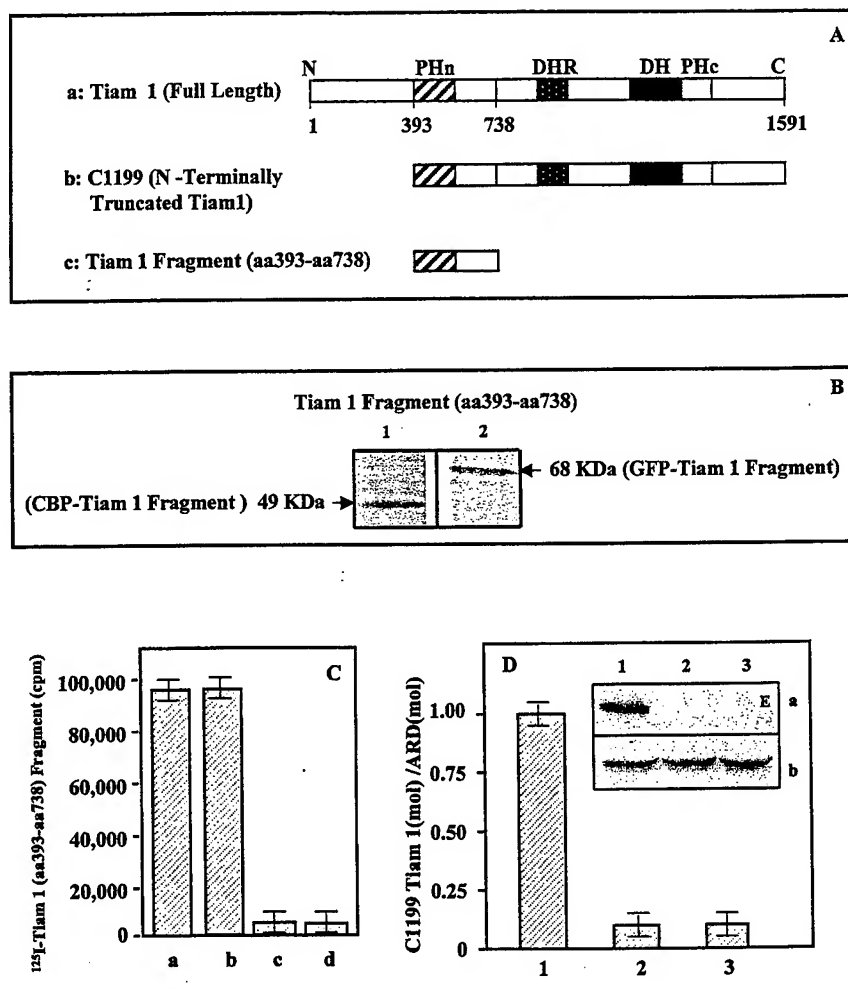 A
N PHn DHR DH PHc C
a: Tiam 1 (Full Length)
1 393 738 1591
b: C1199 (N -Terminally
Truncated Tiam1)
c: Tiam 1 Fragment (aa393-aa738)
B
Tiam 1 Fragment (aa393-aa738)
1 2
68 KDa (GFP-Tiam 1 Fragment)
(CBP-Tiam 1 Fragment ) 49 KDa
C
125I-Tiam 1 (aa393-aa738) Fragment (cpm)
100,000
80,000
60,000
40,000
20,000
0
a b c d
D
C1199 Tiam 1(mol) /ARD(mol)
1.00
0.75
0.50
0.25
0
1 2 3
1 2 3
E a
b